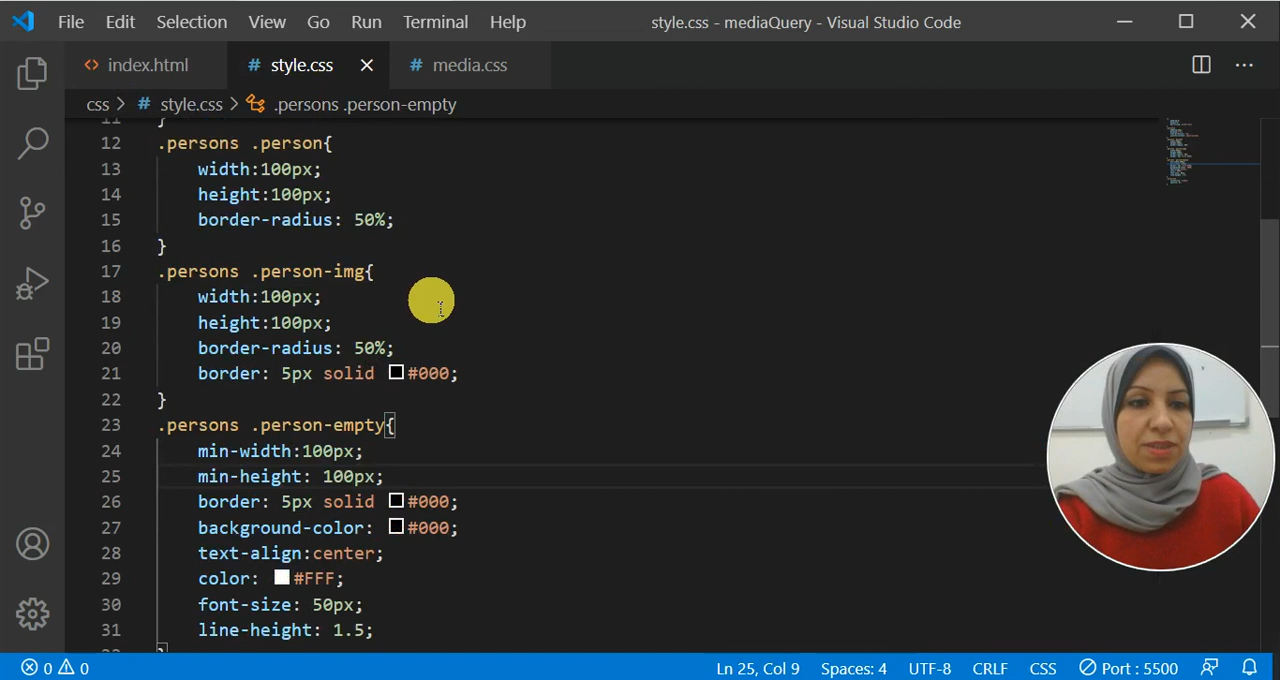 File Edit Selection View Go Run Terminal Help style.css - mediaQuery - Visual Studio Code
index.html # style.css # media.css
css > # style.css > .persons .person-empty
11 }
12 .persons .person{
13 width:100px;
14 height:100px;
15 border-radius: 50%;
16 }
17 .persons .person-img{
18 width:100px;
19 height:100px;
20 border-radius: 50%;
21 border: 5px solid #000;
22 }
23 .persons .person-empty{
24 min-width:100px;
25 min-height: 100px;
26 border: 5px solid #000;
27 background-color: #000;
28 text-align:center;
29 color: #FFF;
30 font-size: 50px;
31 line-height: 1.5;
}
0 0 Ln 25, Col 9 Spaces: 4 UTF-8 CRLF CSS Port : 5500